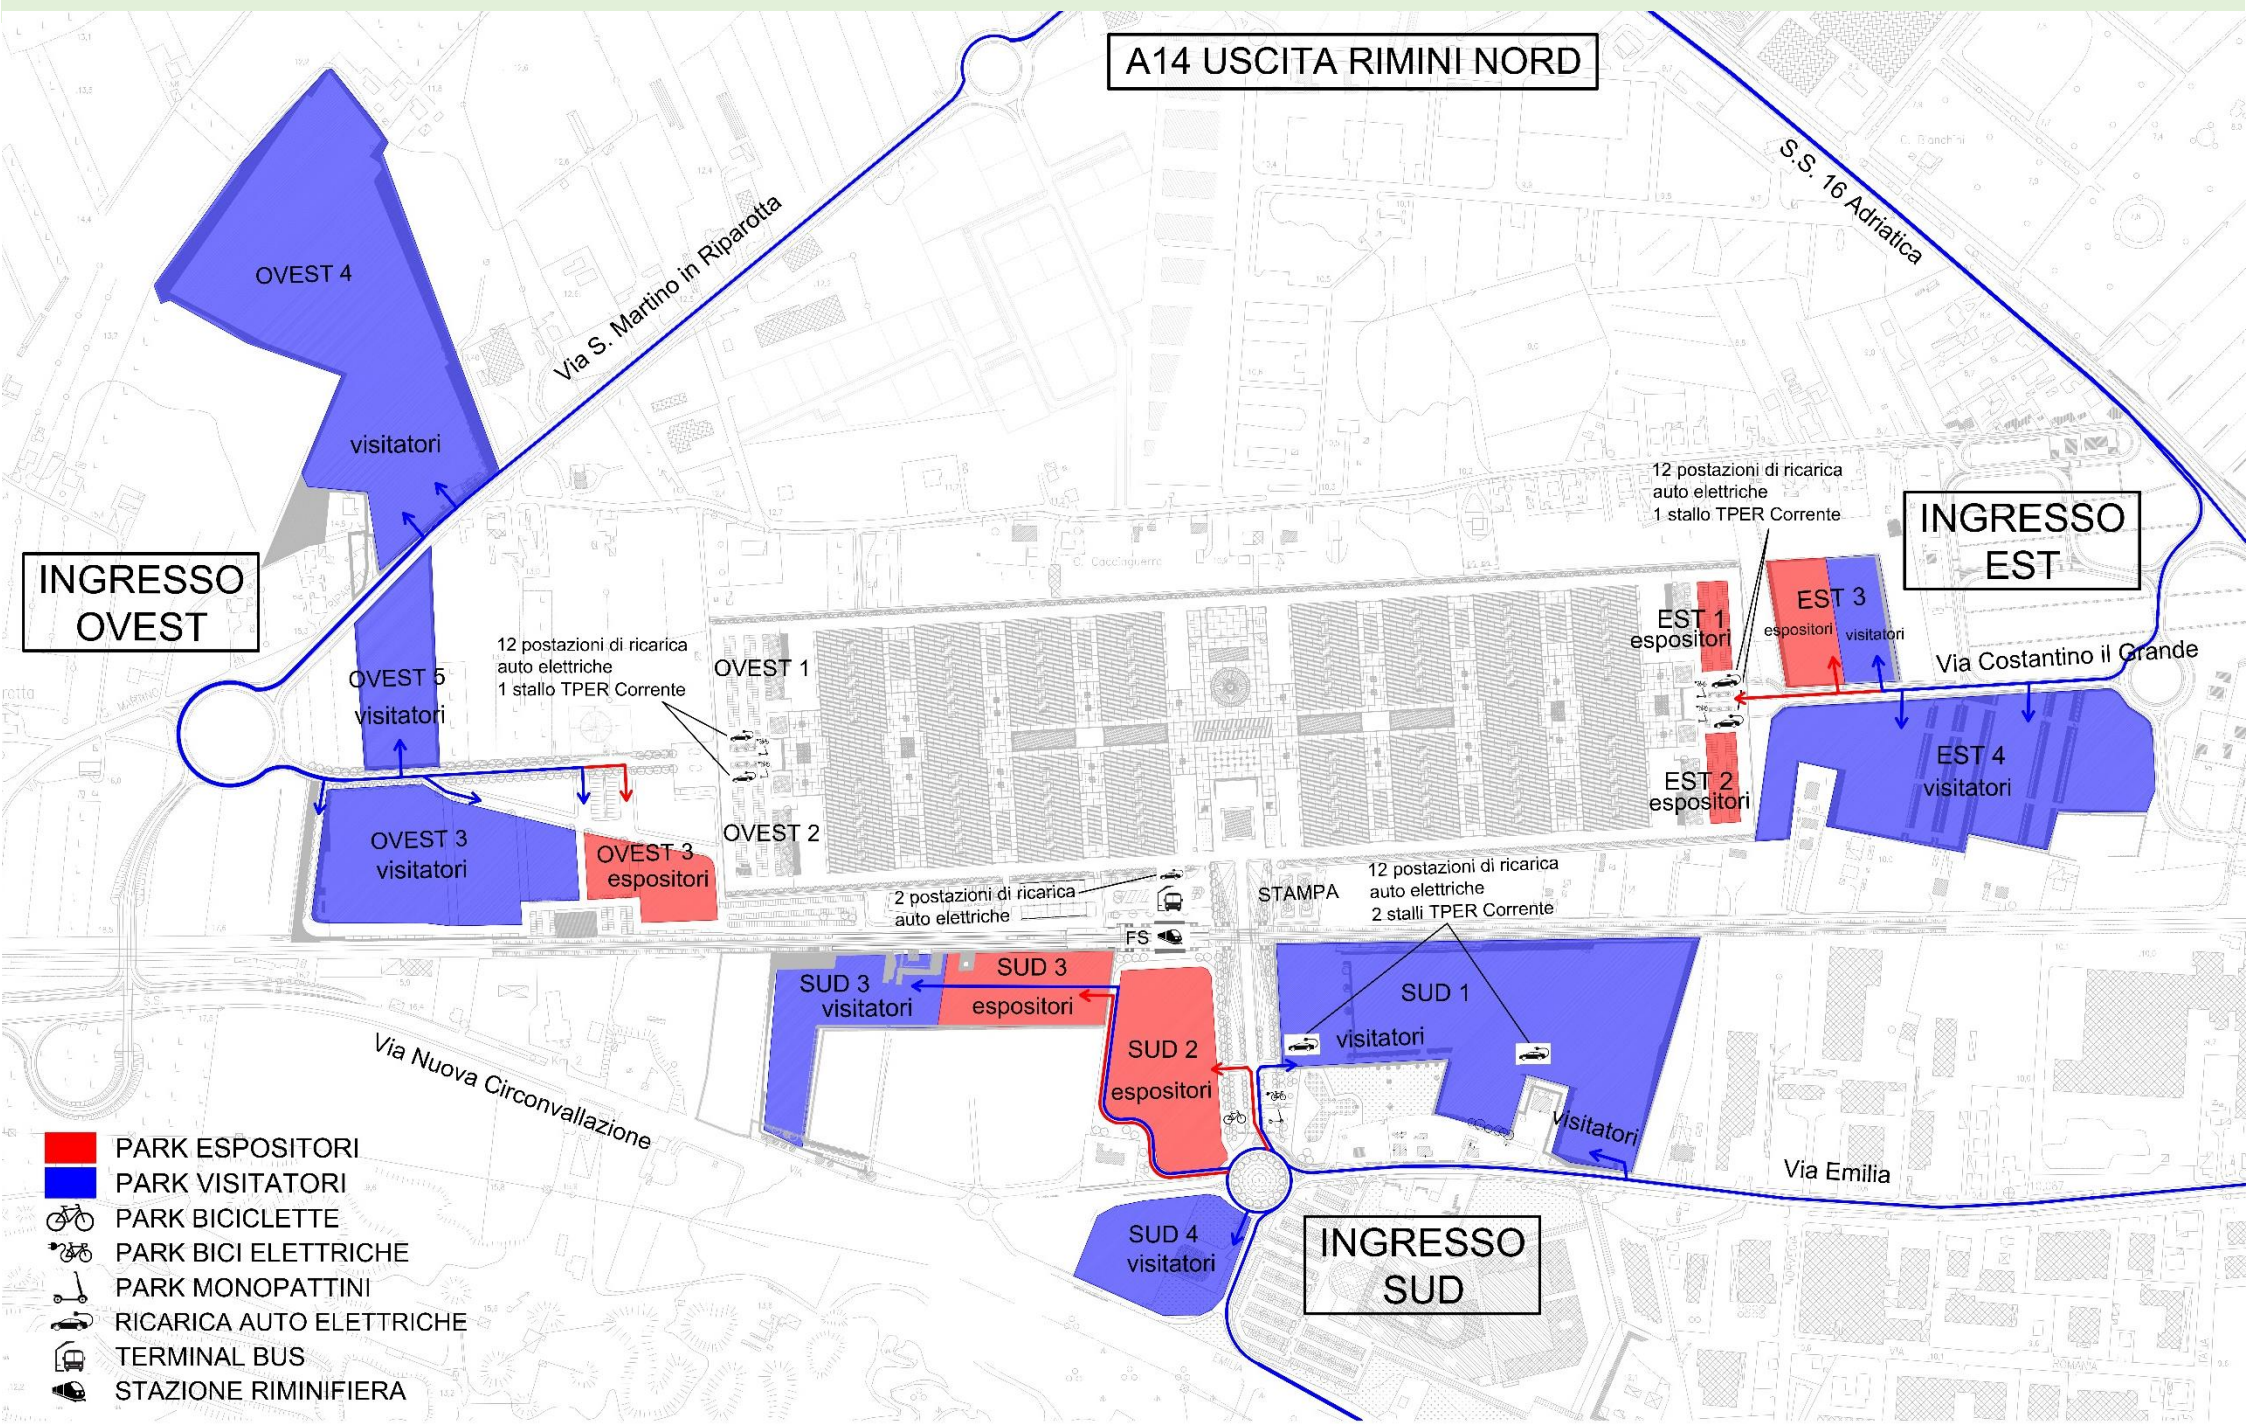 A14 USCITA RIMINI NORD
S.S. 16 Adriatica
C. Bianchini
OVEST 4
visitatori
Via S. Martino in Riparotta
12 postazioni di ricarica
auto elettriche
1 stallo TPER Corrente
INGRESSO
EST
INGRESSO
OVEST
C. Cacciaguerra
EST 1
espositori
EST 3
espositori
visitatori
Via Costantino il Grande
12 postazioni di ricarica
auto elettriche
1 stallo TPER Corrente
OVEST 1
OVEST 5
visitatori
EST 2
espositori
EST 4
visitatori
OVEST 2
OVEST 3
visitatori
OVEST 3
espositori
2 postazioni di ricarica
auto elettriche
STAMPA
12 postazioni di ricarica
auto elettriche
2 stalli TPER Corrente
FS
SUD 3
visitatori
SUD 3
espositori
SUD 1
visitatori
SUD 2
espositori
visitatori
Via Nuova Circonvallazione
Via Emilia
SUD 4
visitatori
INGRESSO
SUD
PARK ESPOSITORI
PARK VISITATORI
PARK BICICLETTE
PARK BICI ELETTRICHE
PARK MONOPATTINI
RICARICA AUTO ELETTRICHE
TERMINAL BUS
STAZIONE RIMINIFIERA